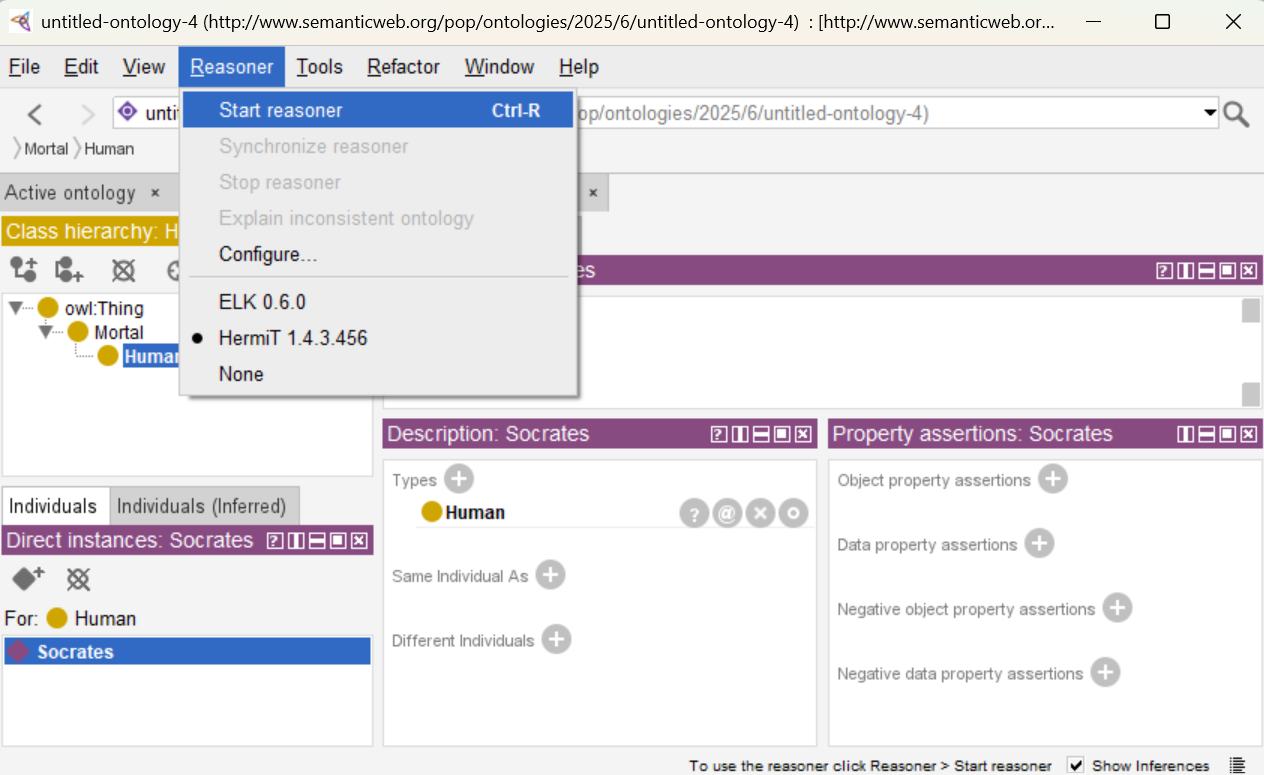 untitled-ontology-4 (http://www.semanticweb.org/pop/ontologies/2025/6/untitled-ontology-4) : [http://www.semanticweb.or...
File Edit View Reasoner Tools Refactor Window Help
Start reasoner Ctrl-R
op/ontologies/2025/6/untitled-ontology-4)
Synchronize reasoner
Mortal Human
Stop reasoner
Active ontology ×
×
Explain inconsistent ontology
Class hierarchy: H
Configure...
es
ELK 0.6.0
owl:Thing
HermiT 1.4.3.456
Mortal
Human
None
Description: Socrates
Property assertions: Socrates
Types
Object property assertions
Individuals Individuals (Inferred)
Human
Direct instances: Socrates
Data property assertions
Same Individual As
For: Human
Negative object property assertions
Different Individuals
Socrates
Negative data property assertions
To use the reasoner click Reasoner > Start reasoner Show Inferences